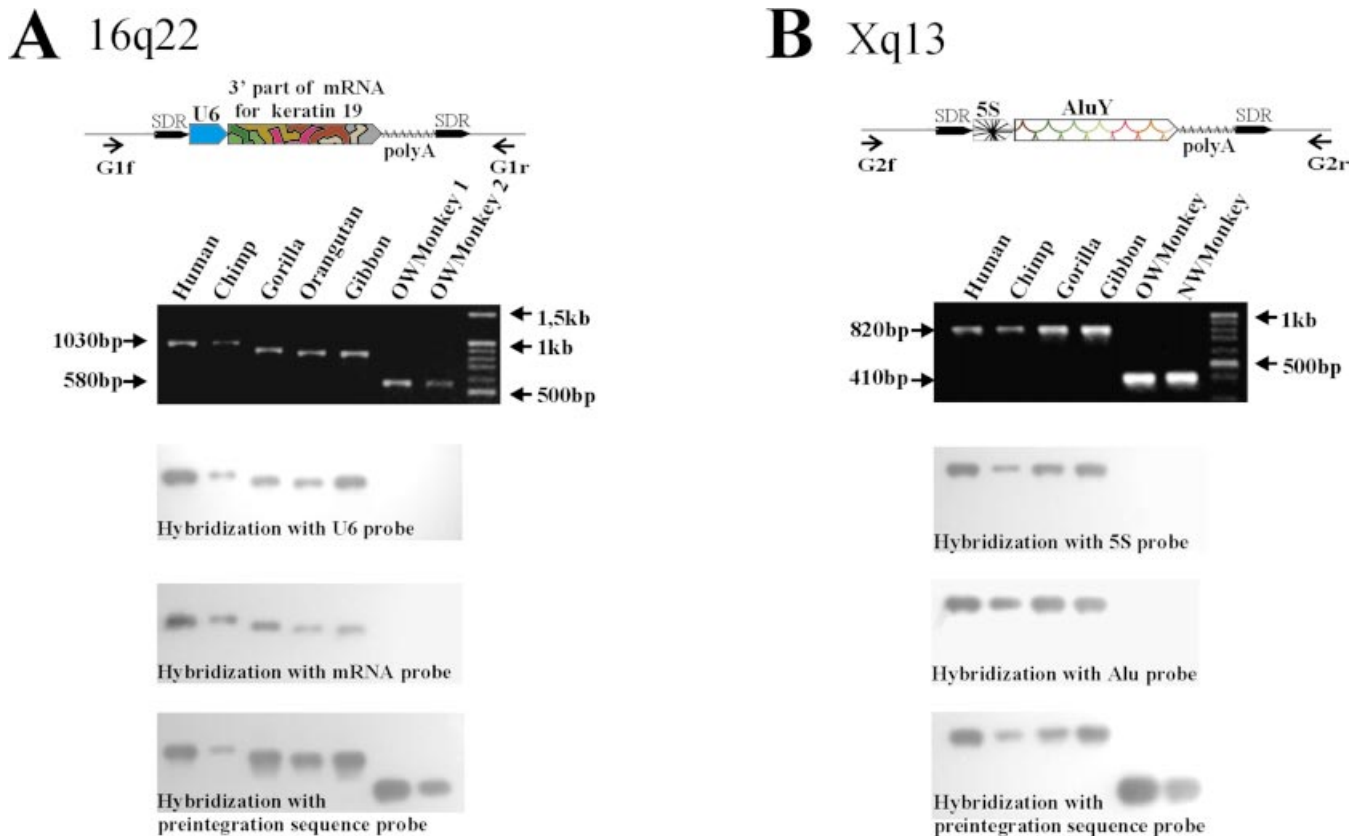 A 16q22
3' part of mRNA
for keratin 19
SDR U6 SDR
polyA
G1f G1r
Human Chimp Gorilla Orangutan Gibbon OWMonkey 1 OWMonkey 2
1030bp
580bp
1,5kb
1kb
500bp
Hybridization with U6 probe
Hybridization with mRNA probe
Hybridization with
preintegration sequence probe
B Xq13
SDR 5S AluY SDR
polyA
G2f G2r
Human Chimp Gorilla Gibbon OWMonkey NWMonkey
820bp
410bp
1kb
500bp
Hybridization with 5S probe
Hybridization with Alu probe
Hybridization with
preintegration sequence probe